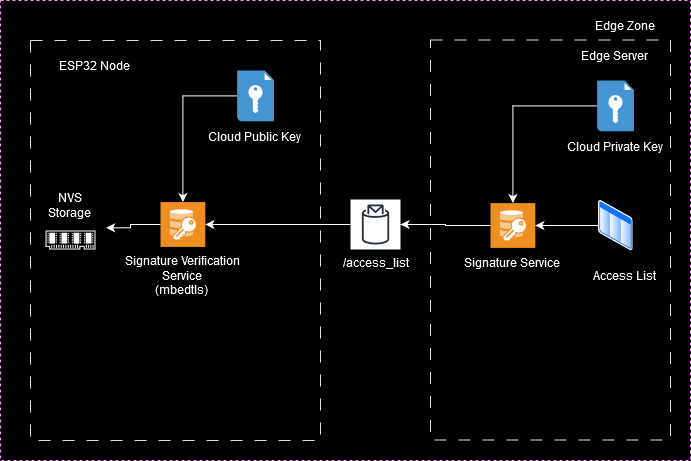 Edge Zone
Edge Server
ESP32 Node
Cloud Public Key
Cloud Private Key
NVS
Storage
Signature Verification
Service
(mbedtls)
/access_list
Signature Service
Access List